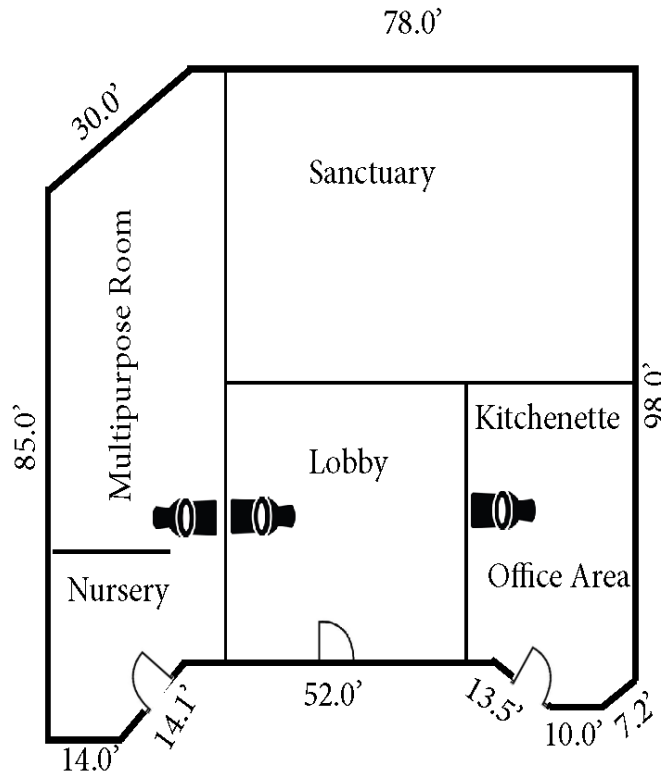 78.0’
30.0’
Sanctuary
Multipurpose Room
85.0’
98.0’
Kitchenette
Lobby
Nursery
Office Area
14.0’
14.1’
52.0’
13.5’
10.0’
7.2’